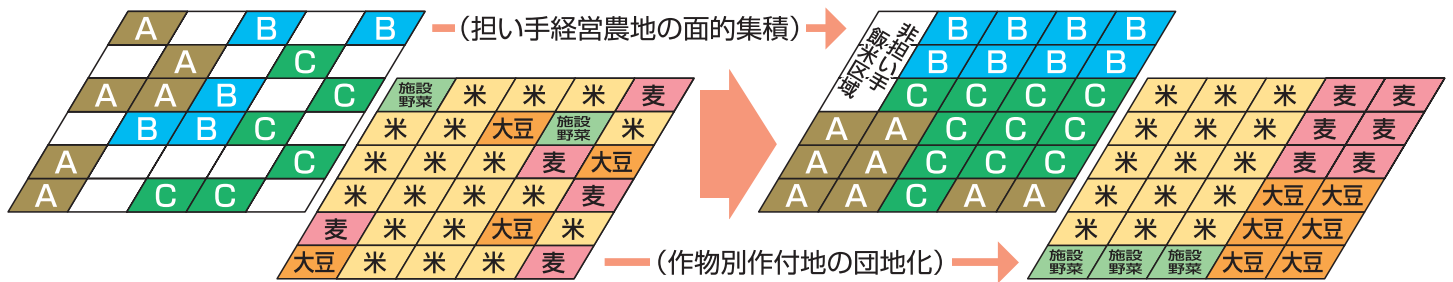 A B B
A C
A A B C
B B C
A C
A C C
施設野菜 米 米 米 麦
米 米 大豆 施設野菜 米
米 米 米 麦 大豆
米 米 米 米 麦
麦 米 米 大豆 米
大豆 米 米 米 麦
(担い手経営農地の面的集積)
(作物別作付地の団地化)
非担い手
飯米区域
B B B B
B B B B
C C C C
A A C C C
A A C C C
A A C A A
米 米 米 麦 麦
米 米 米 麦 麦
米 米 米 麦 麦
米 米 米 大豆 大豆
米 米 米 大豆 大豆
施設野菜 施設野菜 施設野菜 大豆 大豆